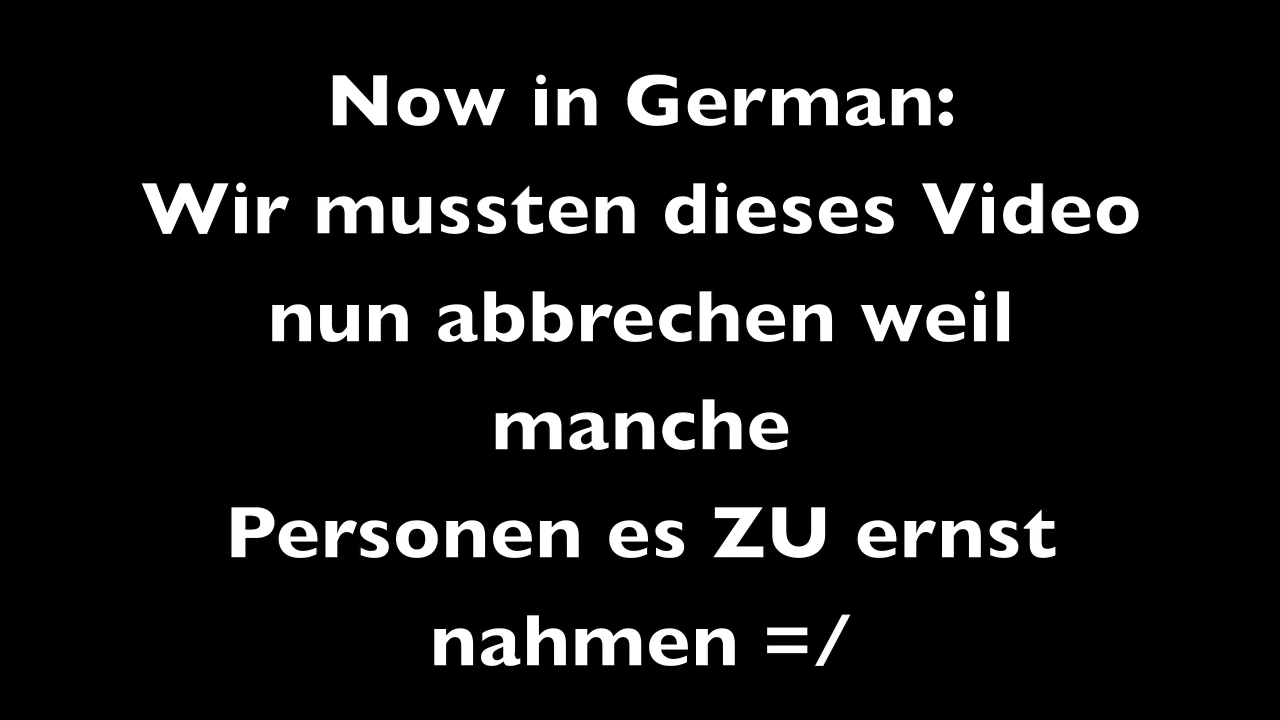 Now in German:
Wir mussten dieses Video
nun abbrechen weil
manche
Personen es ZU ernst
nahmen =/